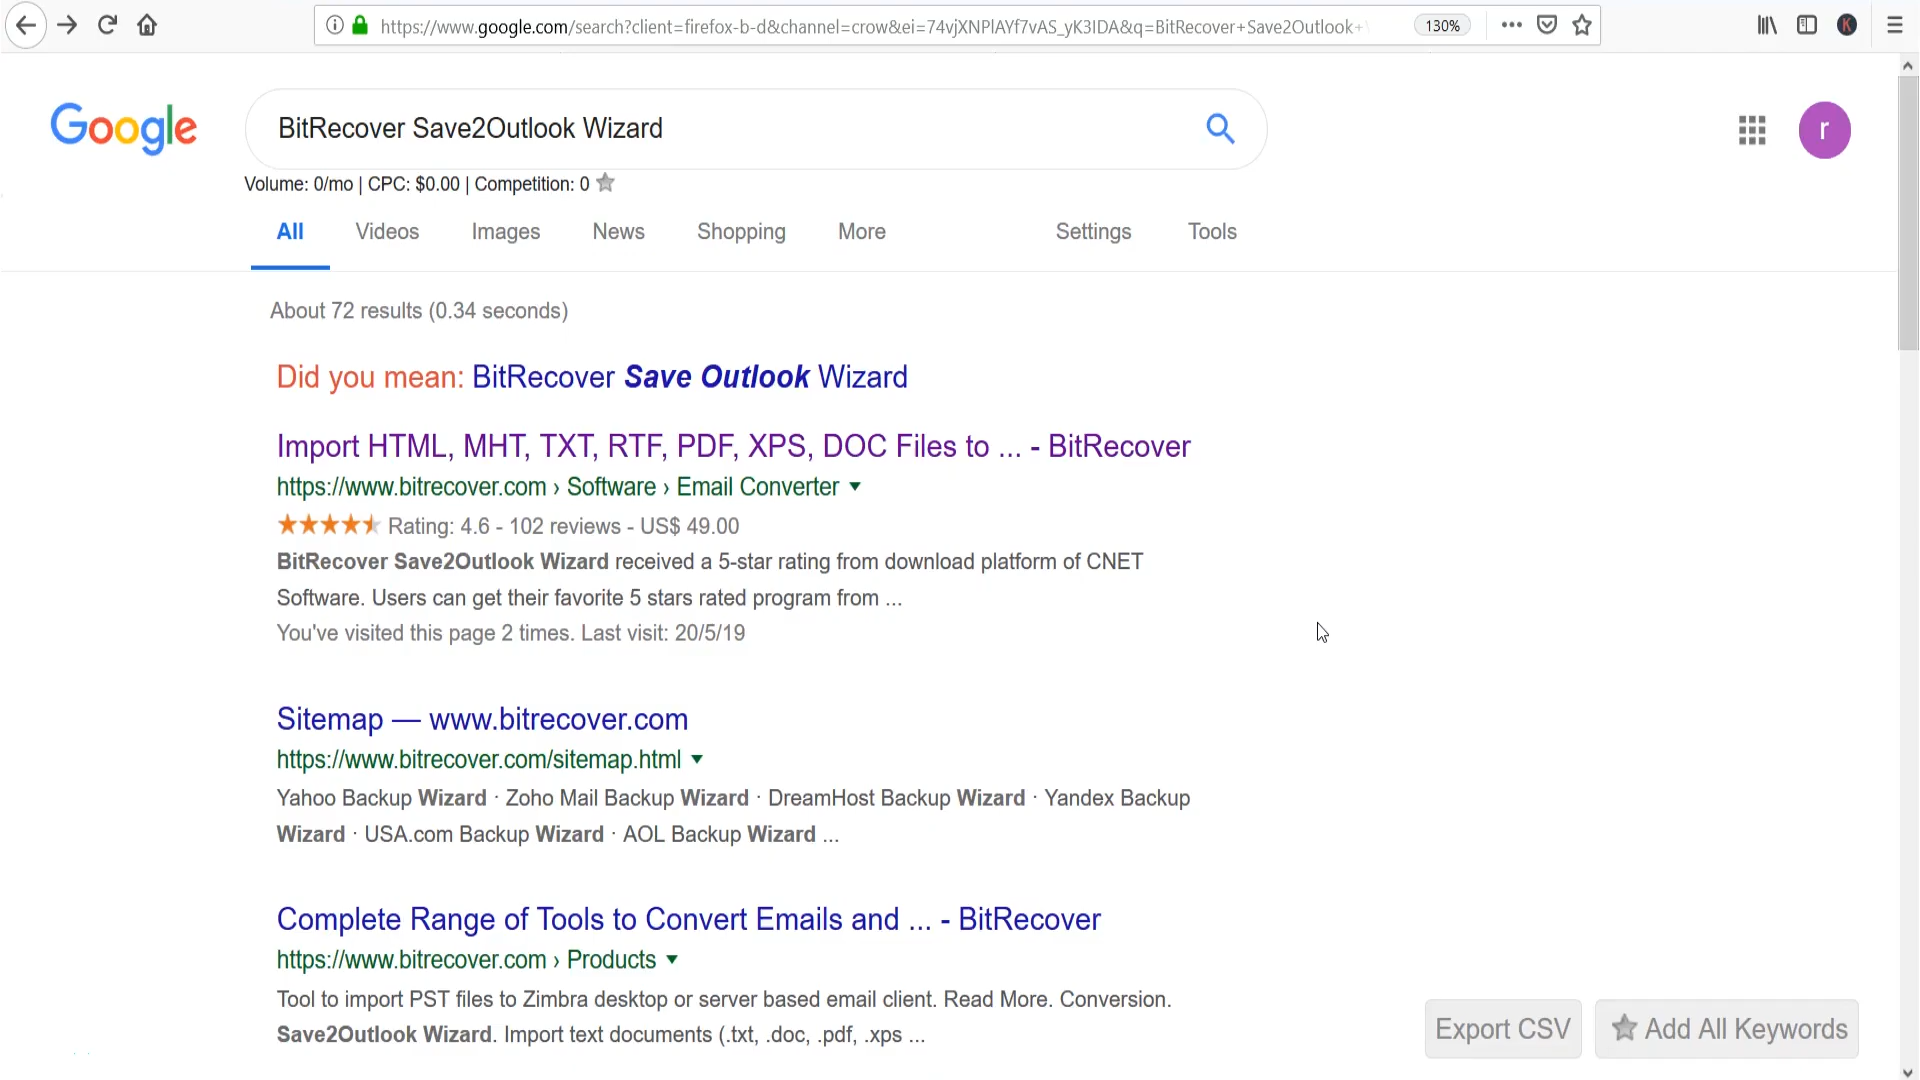 https://www.google.com/search?client=firefox-b-d&channel=crow&ei=74vjXNPlAYf7vAS_yK3IDA&q=BitRecover+Save2Outlook+
130%
K
Google
BitRecover Save2Outlook Wizard
r
Volume: 0/mo | CPC: $0.00 | Competition: 0
All Videos Images News Shopping More Settings Tools
About 72 results (0.34 seconds)
Did you mean: BitRecover Save Outlook Wizard
Import HTML, MHT, TXT, RTF, PDF, XPS, DOC Files to ... - BitRecover
https://www.bitrecover.com › Software › Email Converter
Rating: 4.6 - 102 reviews - US$ 49.00
BitRecover Save2Outlook Wizard received a 5-star rating from download platform of CNET
Software. Users can get their favorite 5 stars rated program from ...
You've visited this page 2 times. Last visit: 20/5/19
Sitemap — www.bitrecover.com
https://www.bitrecover.com/sitemap.html
Yahoo Backup Wizard · Zoho Mail Backup Wizard · DreamHost Backup Wizard · Yandex Backup
Wizard · USA.com Backup Wizard · AOL Backup Wizard ...
Complete Range of Tools to Convert Emails and ... - BitRecover
https://www.bitrecover.com › Products
Tool to import PST files to Zimbra desktop or server based email client. Read More. Conversion.
Save2Outlook Wizard. Import text documents (.txt, .doc, .pdf, .xps ...
Export CSV
Add All Keywords